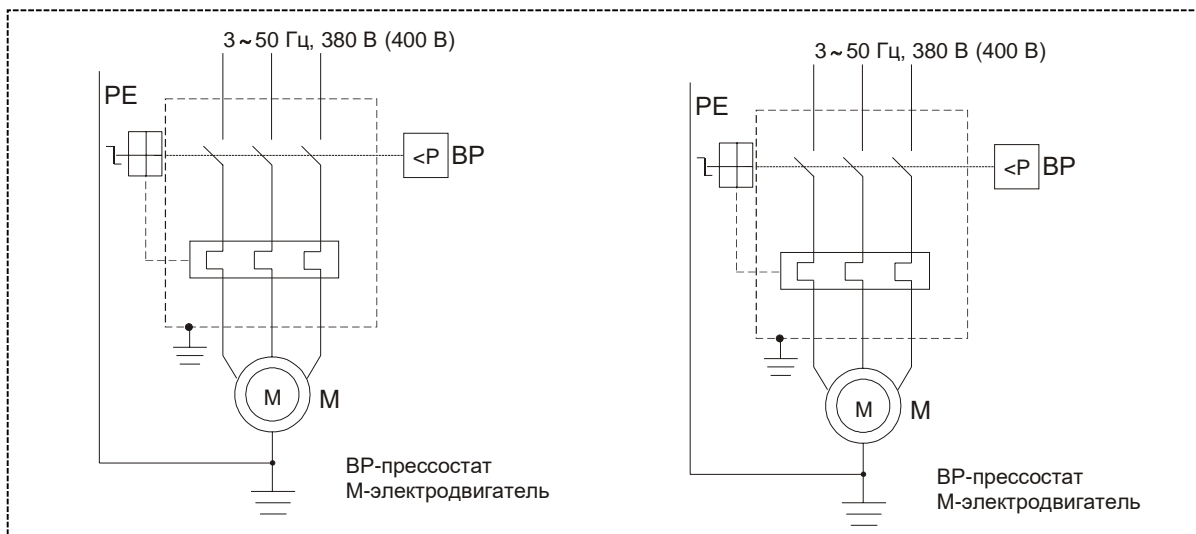 3~50 Гц, 380 В (400 В)
PE
<P BP
M M
BP-прессостат
М-электродвигатель
3~50 Гц, 380 В (400 В)
PE
<P BP
M M
BP-прессостат
М-электродвигатель